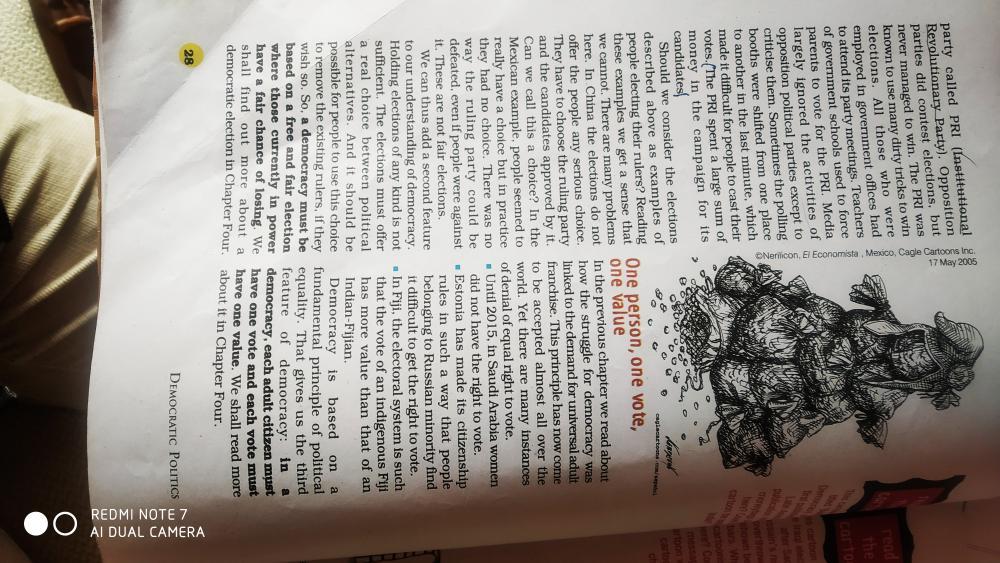 party called PRI (Institutional
Revolutionary Party). Opposition
parties did contest elections, but
never managed to win. The PRI was
known to use many dirty tricks to win
elections. All those who were
employed in government offices had
to attend its party meetings. Teachers
of government schools used to force
parents to vote for the PRI. Media
largely ignored the activities of
opposition political parties except to
criticise them. Sometimes the polling
booths were shifted from one place
to another in the last minute, which
made it difficult for people to cast their
votes. The PRI spent a large sum of
money in the campaign for its
candidates.
Should we consider the elections
described above as examples of
people electing their rulers? Reading
these examples we get a sense that
we cannot. There are many problems
here. In China the elections do not
offer the people any serious choice.
They have to choose the ruling party
and the candidates approved by it.
Can we call this a choice? In the
Mexican example, people seemed to
really have a choice but in practice
they had no choice. There was no
way the ruling party could be
defeated, even if people were against
it. These are not fair elections.
We can thus add a second feature
to our understanding of democracy.
Holding elections of any kind is not
sufficient. The elections must offer
a real choice between political
alternatives. And it should be
possible for people to use this choice
to remove the existing rulers, if they
wish so. So, a democracy must be
based on a free and fair election
where those currently in power
have a fair chance of losing. We
shall find out more about a
democratic election in Chapter Four.
©Nerilicon, El Economista , Mexico, Cagle Cartoons Inc.
17 May 2005
One person, one vote,
one value
In the previous chapter we read about
how the struggle for democracy was
linked to the demand for universal adult
franchise. This principle has now come
to be accepted almost all over the
world. Yet there are many instances
of denial of equal right to vote.
▪ Until 2015, in Saudi Arabia women
did not have the right to vote.
▪ Estonia has made its citizenship
rules in such a way that people
belonging to Russian minority find
it difficult to get the right to vote.
▪ In Fiji, the electoral system is such
that the vote of an indigenous Fiji
has more value than that of an
Indian-Fijian.
Democracy is based on a
fundamental principle of political
equality. That gives us the third
feature of democracy: in a
democracy, each adult citizen must
have one vote and each vote must
have one value. We shall read more
about it in Chapter Four.
28
DEMOCRATIC POLITICS
REDMI NOTE 7
AI DUAL CAMERA